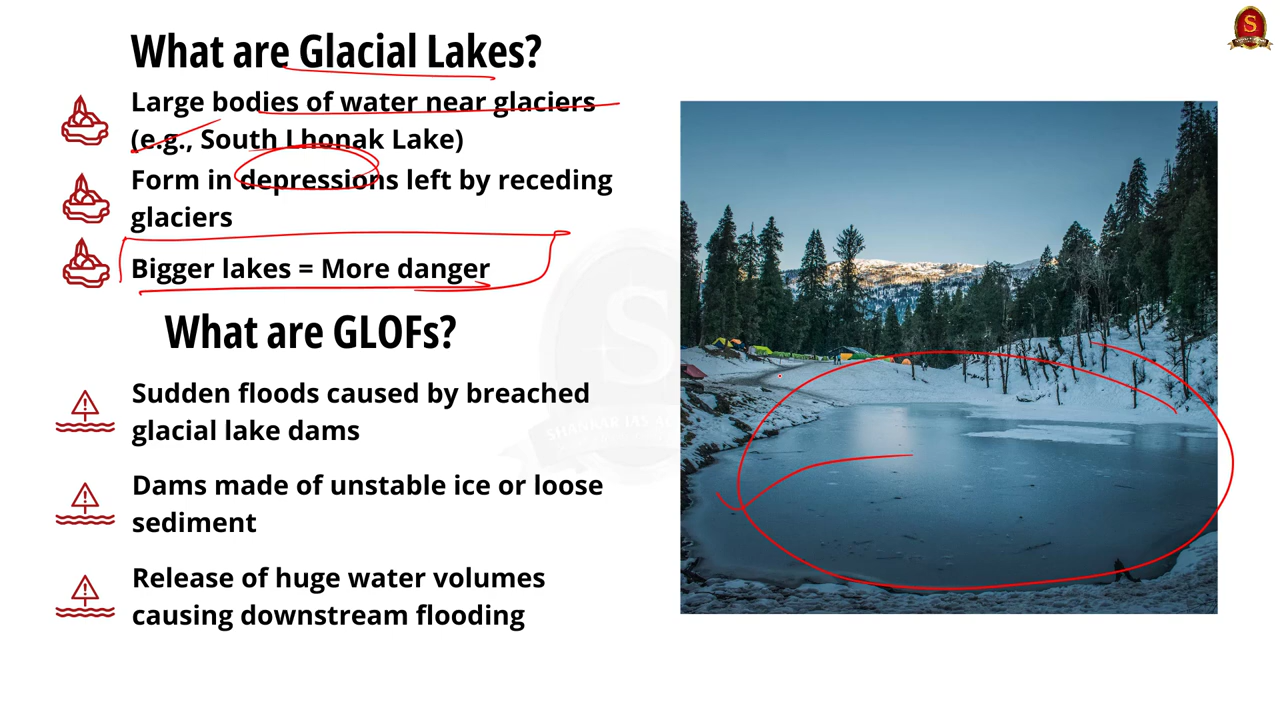 What are Glacial Lakes?
Large bodies of water near glaciers
(e.g., South Lhonak Lake)
Form in depressions left by receding
glaciers
Bigger lakes = More danger
What are GLOFs?
Sudden floods caused by breached
glacial lake dams
Dams made of unstable ice or loose
sediment
Release of huge water volumes
causing downstream flooding
S
S